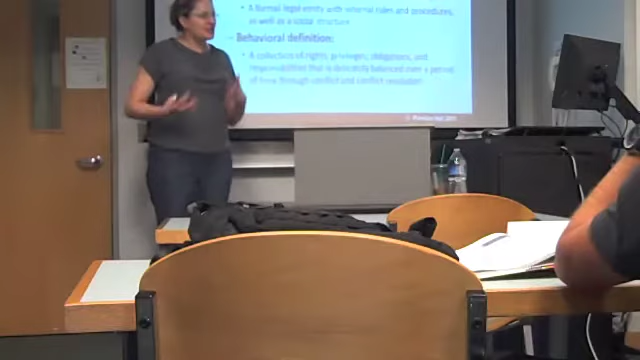 • A formal legal entity with internal rules and procedures,
as well as a social structure
– Behavioral definition:
• A collection of rights, privileges, obligations, and
responsibilities that is delicately balanced over a period
of time through conflict and conflict resolution